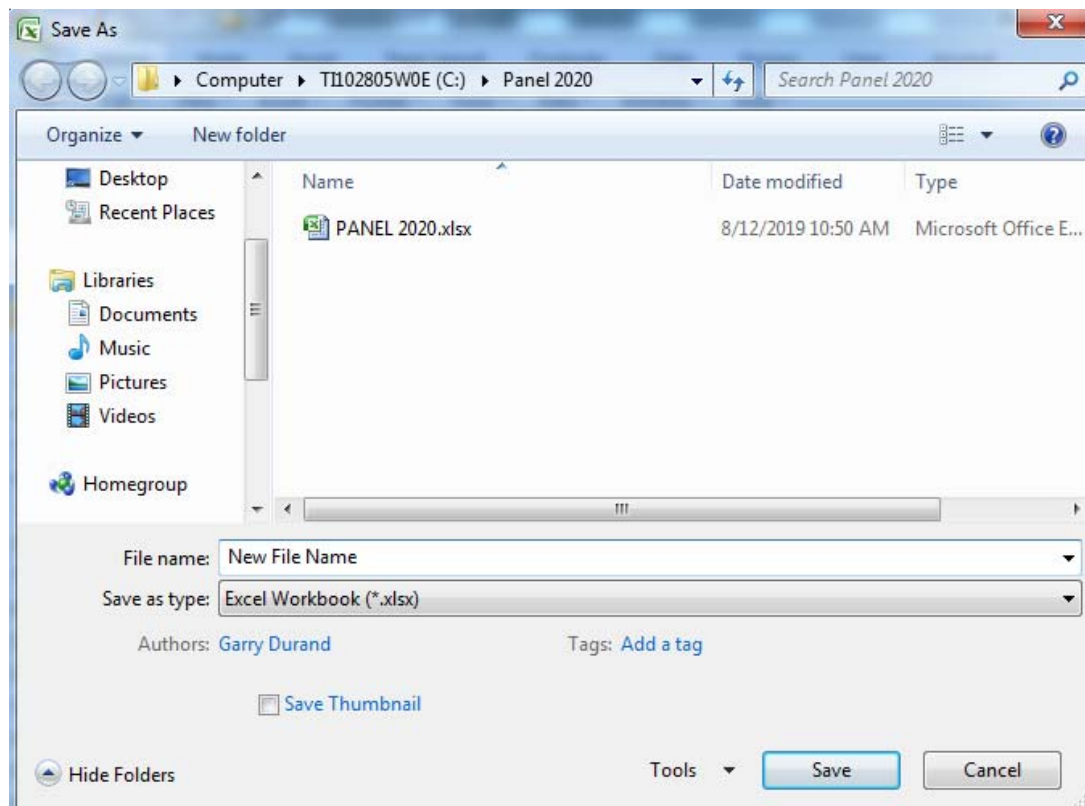 Save As
Computer TI102805W0E (C:) Panel 2020 Search Panel 2020
Organize New folder
Desktop
Recent Places
Libraries
Documents
Music
Pictures
Videos
Homegroup
Name Date modified Type
PANEL 2020.xlsx 8/12/2019 10:50 AM Microsoft Office E...
File name: New File Name
Save as type: Excel Workbook (*.xlsx)
Authors: Garry Durand Tags: Add a tag
Save Thumbnail
Hide Folders Tools Save Cancel